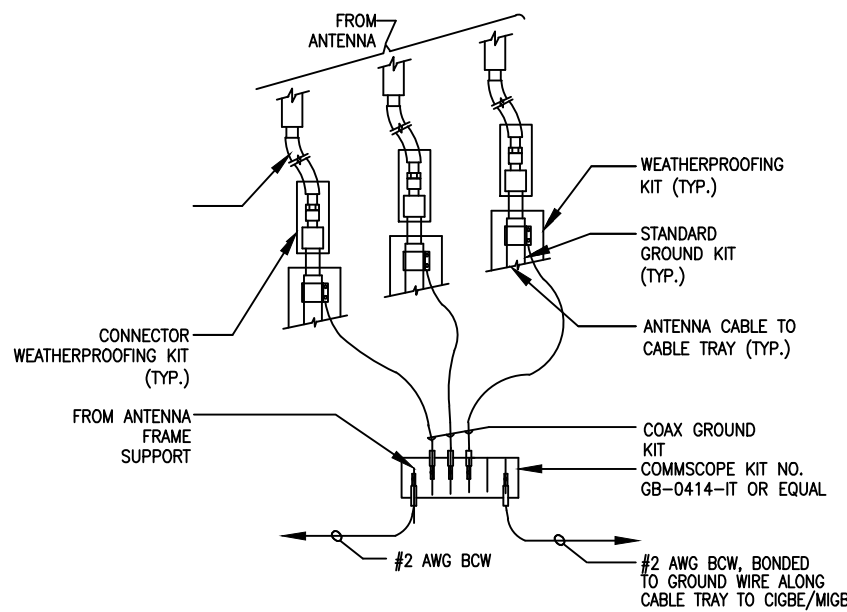 FROM
ANTENNA
WEATHERPROOFING
KIT (TYP.)
STANDARD
GROUND KIT
(TYP.)
ANTENNA CABLE TO
CABLE TRAY (TYP.)
CONNECTOR
WEATHERPROOFING KIT
(TYP.)
FROM ANTENNA
FRAME
SUPPORT
COAX GROUND
KIT
COMMSCOPE KIT NO.
GB-0414-IT OR EQUAL
#2 AWG BCW
#2 AWG BCW, BONDED
TO GROUND WIRE ALONG
CABLE TRAY TO CIGBE/MIGB